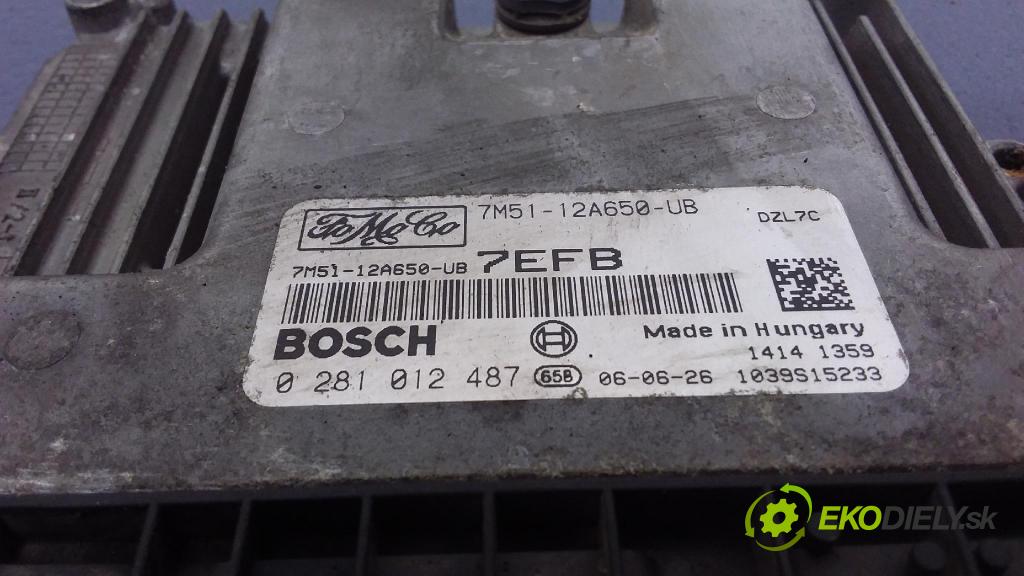 FoMoCo 7M51-12A650-UB DZL7C
7M51-12A650-UB 7EFB
BOSCH Made in Hungary
1414 1359
0 281 012 487 658 06-06-26 1039S15233
EKODIELY.sk